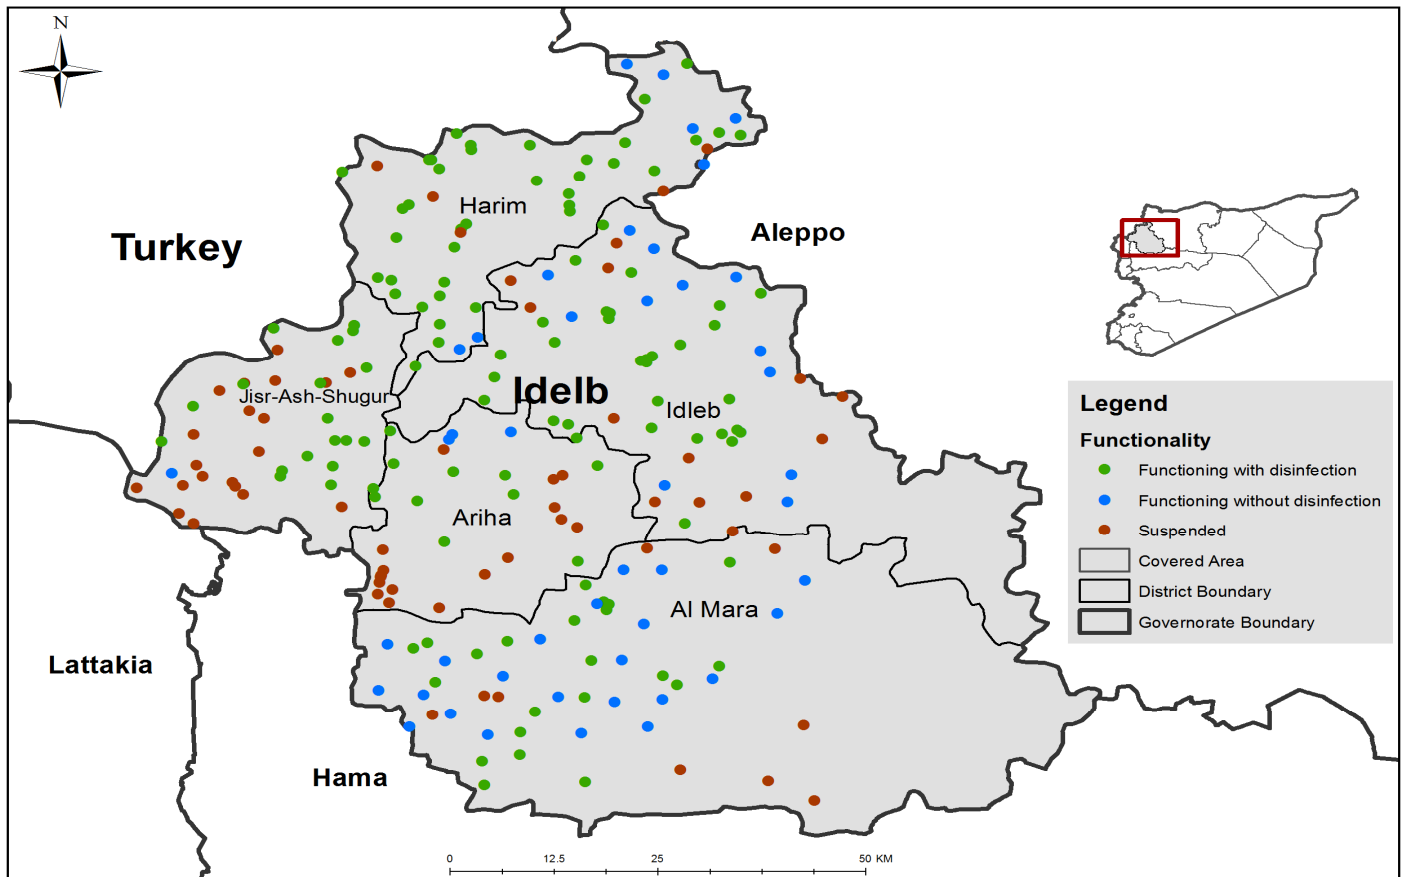 N
Harim
Turkey
Aleppo
Jisr-Ash-Shugur
Idelb
Idleb
Ariha
Al Mara
Lattakia
Hama
Legend
Functionality
Functioning with disinfection
Functioning without disinfection
Suspended
Covered Area
District Boundary
Governorate Boundary
0 12.5 25 50 KM